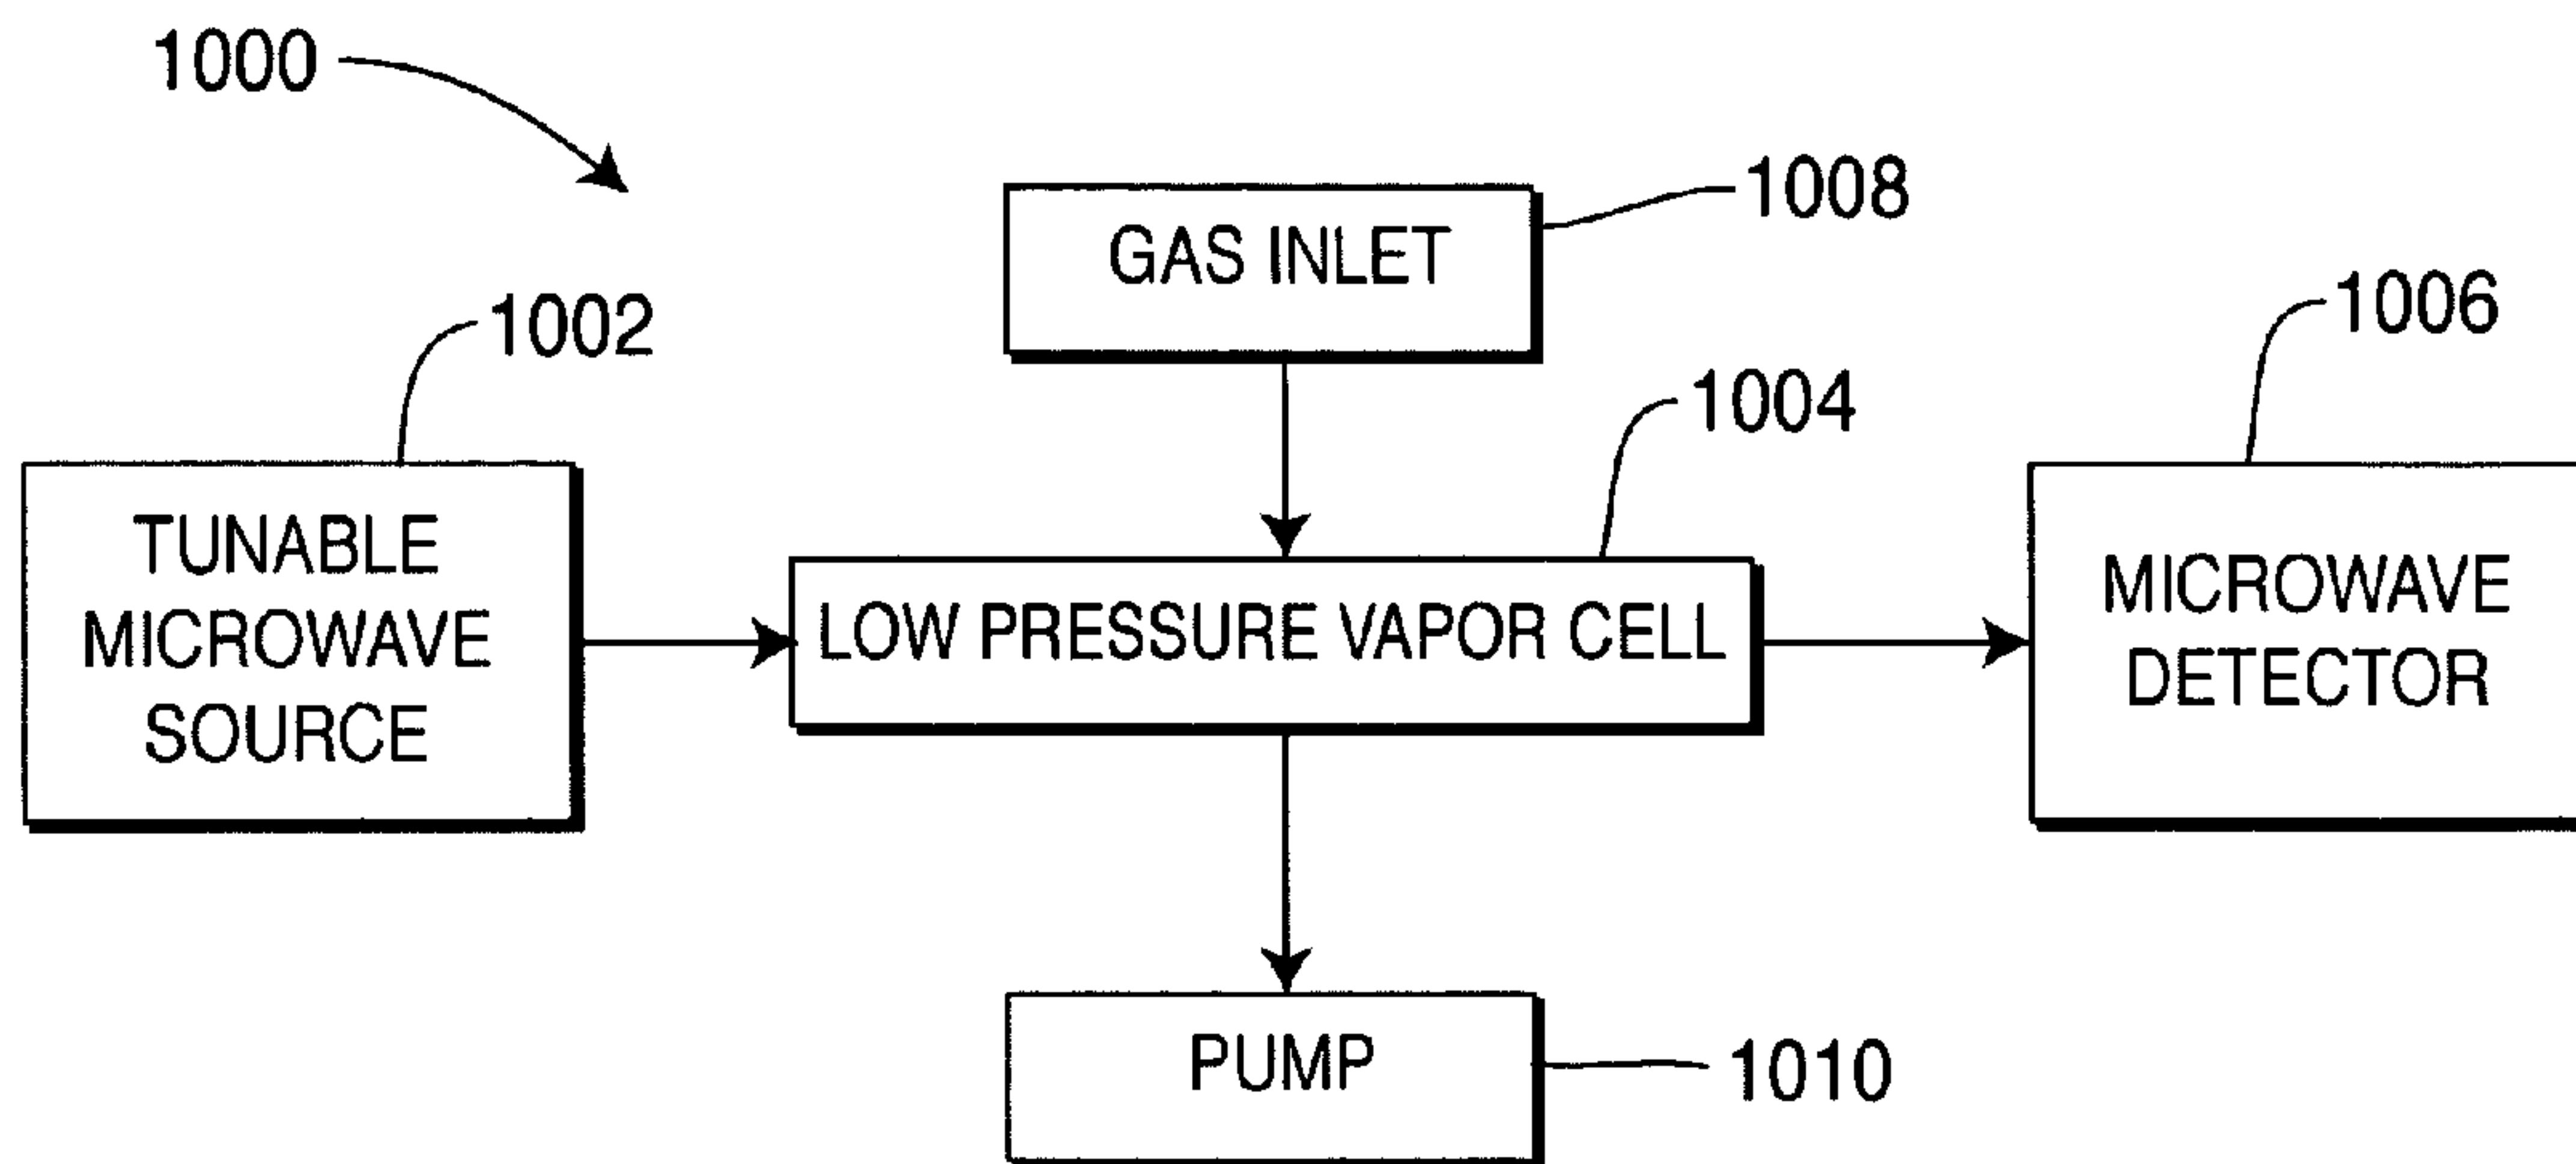 1000
GAS INLET
1008
1002
1006
1004
TUNABLE
MICROWAVE
SOURCE
LOW PRESSURE VAPOR CELL
MICROWAVE
DETECTOR
PUMP
1010